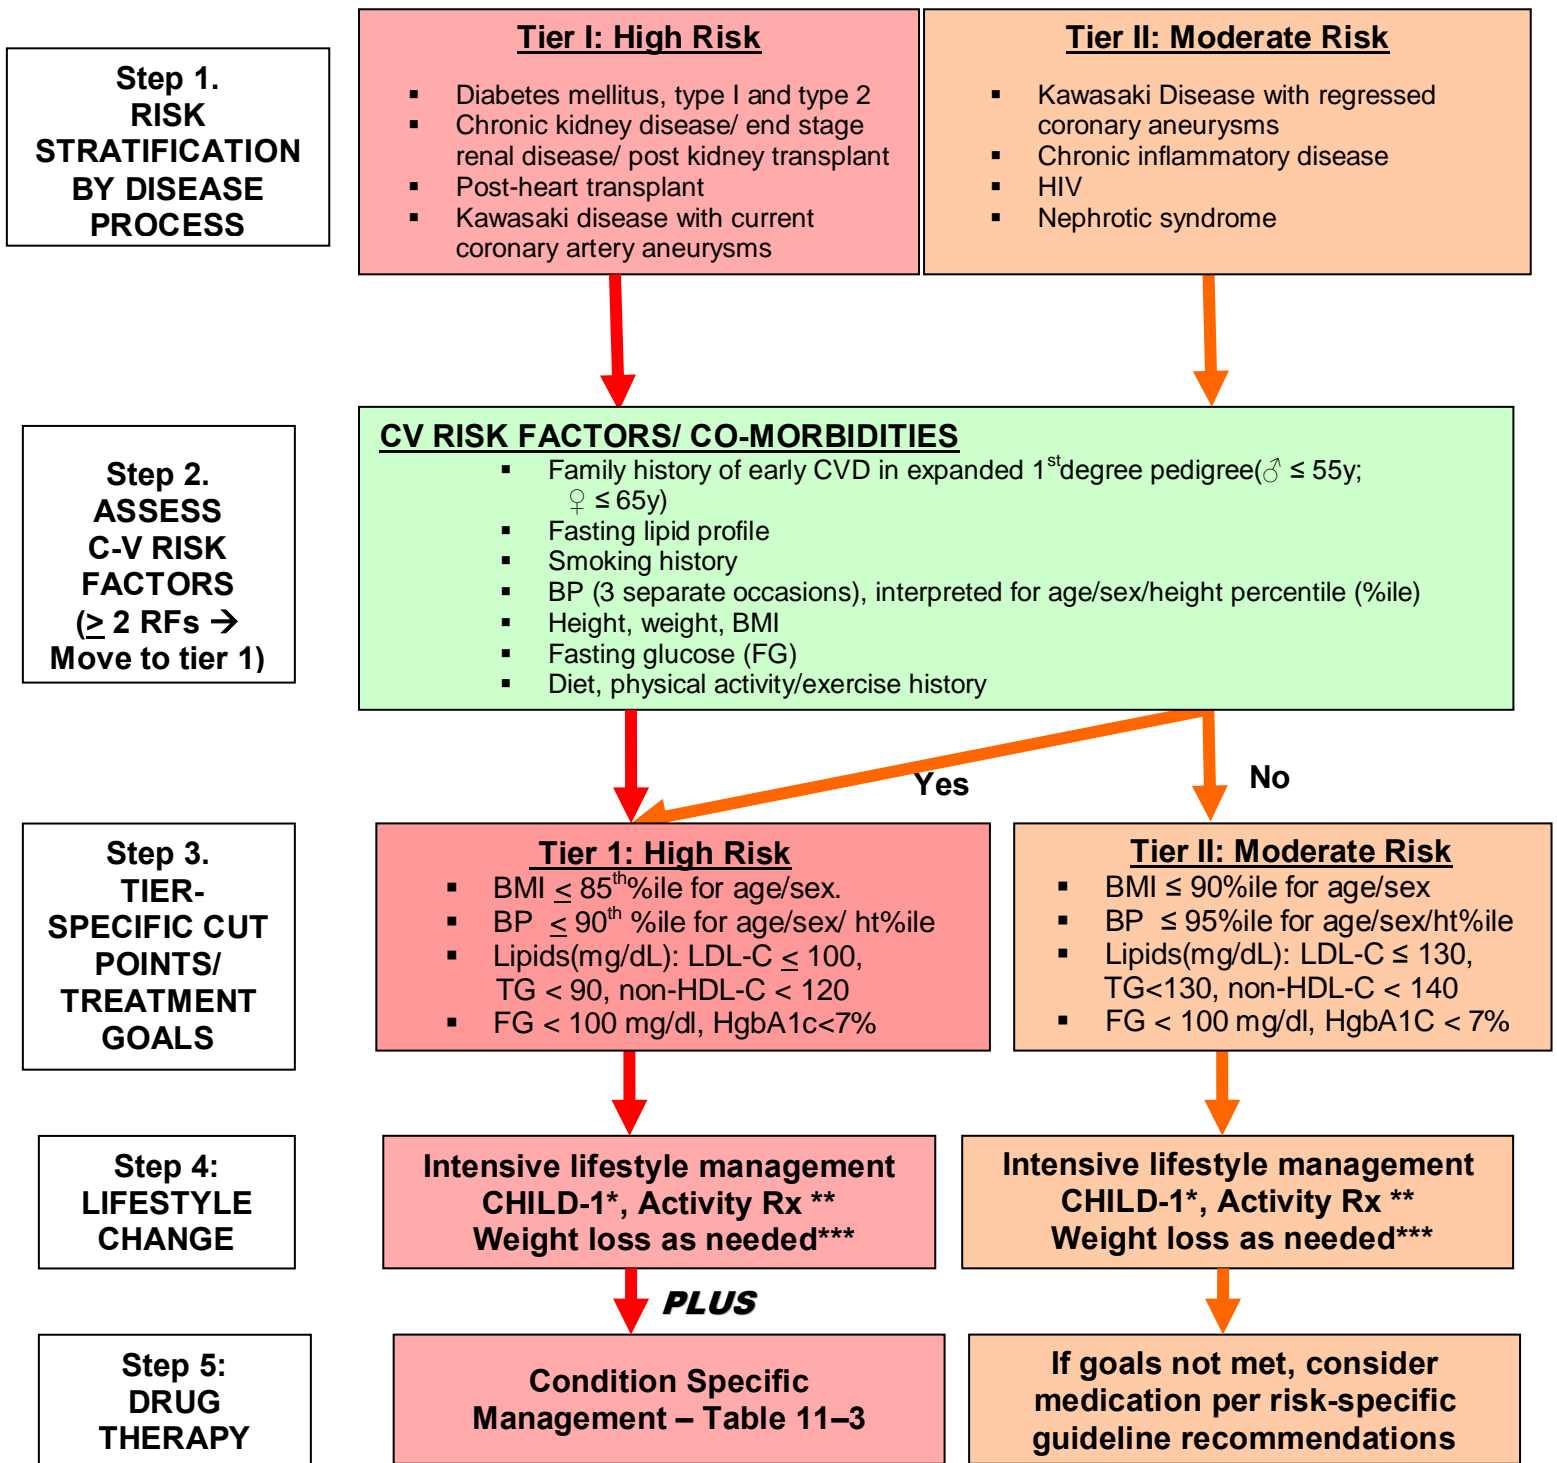 Step 1.
RISK
STRATIFICATION
BY DISEASE
PROCESS
Tier I: High Risk
▪ Diabetes mellitus, type I and type 2
▪ Chronic kidney disease/ end stage
renal disease/ post kidney transplant
▪ Post-heart transplant
▪ Kawasaki disease with current
coronary artery aneurysms
Tier II: Moderate Risk
▪ Kawasaki Disease with regressed
coronary aneurysms
▪ Chronic inflammatory disease
▪ HIV
▪ Nephrotic syndrome
Step 2.
ASSESS
C-V RISK
FACTORS
(≥ 2 RFs →
Move to tier 1)
CV RISK FACTORS/ CO-MORBIDITIES
▪ Family history of early CVD in expanded 1st degree pedigree(♂ ≤ 55y;
♀ ≤ 65y)
▪ Fasting lipid profile
▪ Smoking history
▪ BP (3 separate occasions), interpreted for age/sex/height percentile (%ile)
▪ Height, weight, BMI
▪ Fasting glucose (FG)
▪ Diet, physical activity/exercise history
Yes
No
Step 3.
TIER-
SPECIFIC CUT
POINTS/
TREATMENT
GOALS
Tier 1: High Risk
▪ BMI ≤ 85th%ile for age/sex.
▪ BP ≤ 90th %ile for age/sex/ ht%ile
▪ Lipids(mg/dL): LDL-C ≤ 100,
TG < 90, non-HDL-C < 120
▪ FG < 100 mg/dl, HgbA1c<7%
Tier II: Moderate Risk
▪ BMI ≤ 90%ile for age/sex
▪ BP ≤ 95%ile for age/sex/ht%ile
▪ Lipids(mg/dL): LDL-C ≤ 130,
TG<130, non-HDL-C < 140
▪ FG < 100 mg/dl, HgbA1C < 7%
Step 4:
LIFESTYLE
CHANGE
Intensive lifestyle management
CHILD-1*, Activity Rx **
Weight loss as needed***
Intensive lifestyle management
CHILD-1*, Activity Rx **
Weight loss as needed***
PLUS
Step 5:
DRUG
THERAPY
Condition Specific
Management – Table 11–3
If goals not met, consider
medication per risk-specific
guideline recommendations